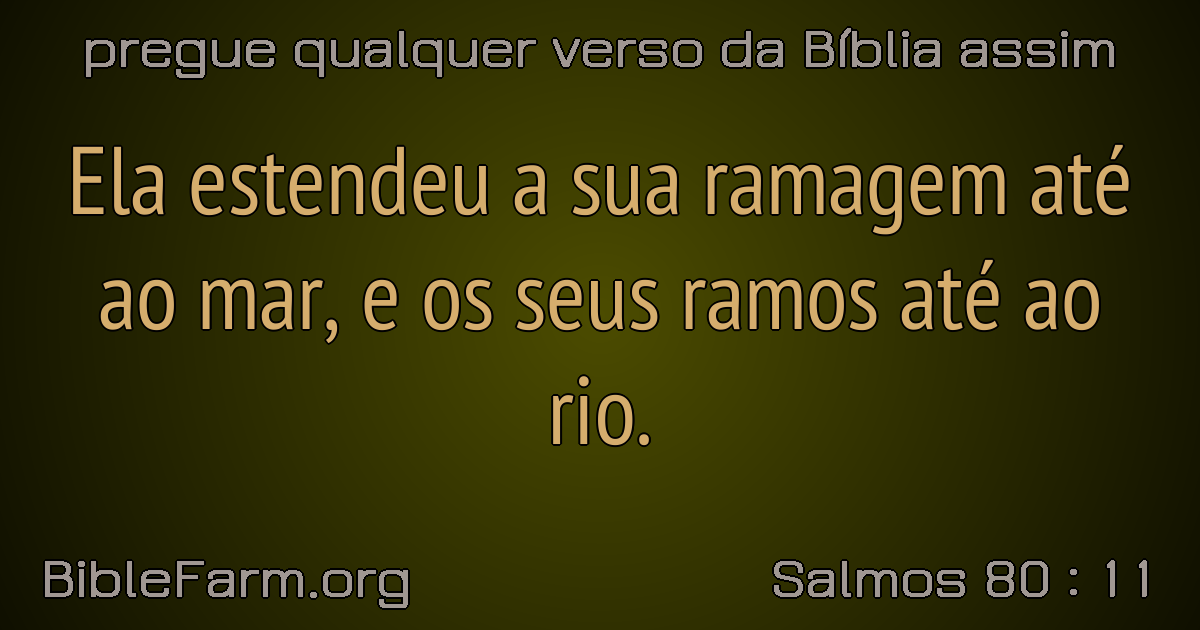 pregue qualquer verso da Bíblia assim
Ela estendeu a sua ramagem até
ao mar, e os seus ramos até ao
rio.
BibleFarm.org
Salmos 80 : 11